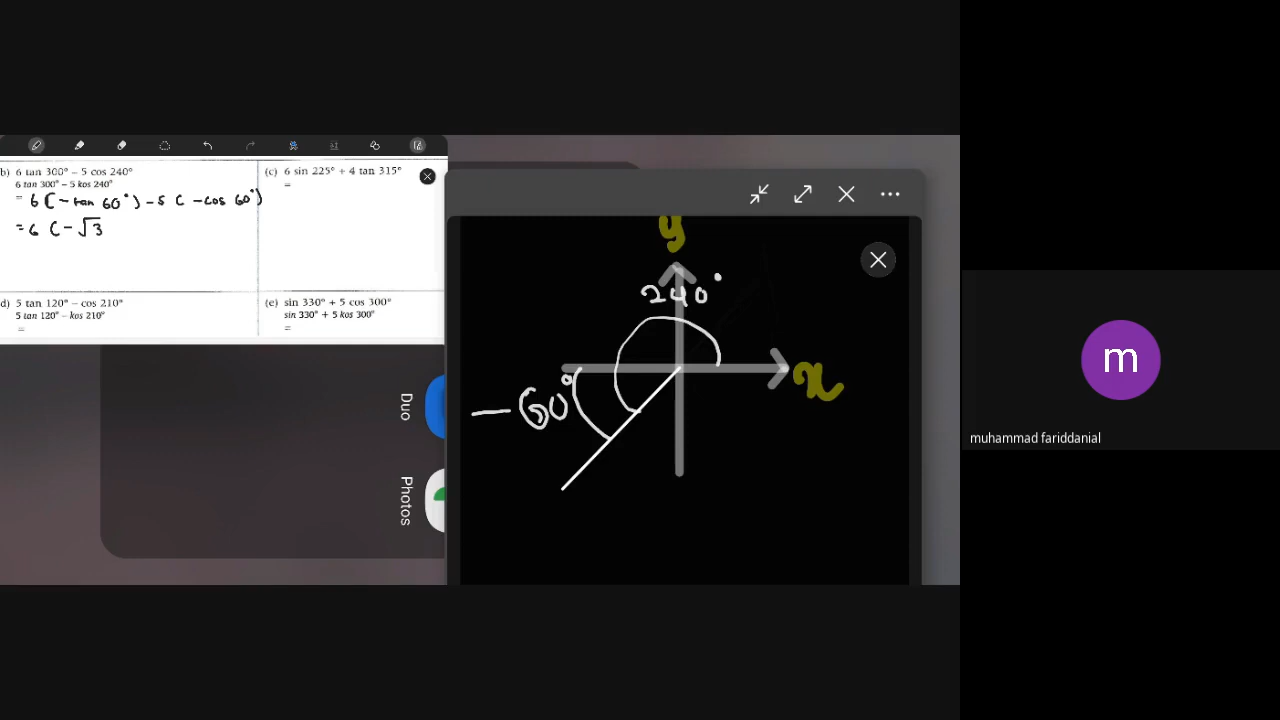 b) 6 tan 300° – 5 cos 240°
6 tan 300° – 5 kos 240°
= 6 (– tan 60°) – 5 ( – cos 60°)
= 6 (– √3
(c) 6 sin 225° + 4 tan 315°
=
d) 5 tan 120° – cos 210°
5 tan 120° – kos 210°
=
(e) sin 330° + 5 cos 300°
sin 330° + 5 kos 300°
=
y
240°
x
– 60°
Duo
Photos
m
muhammad fariddanial